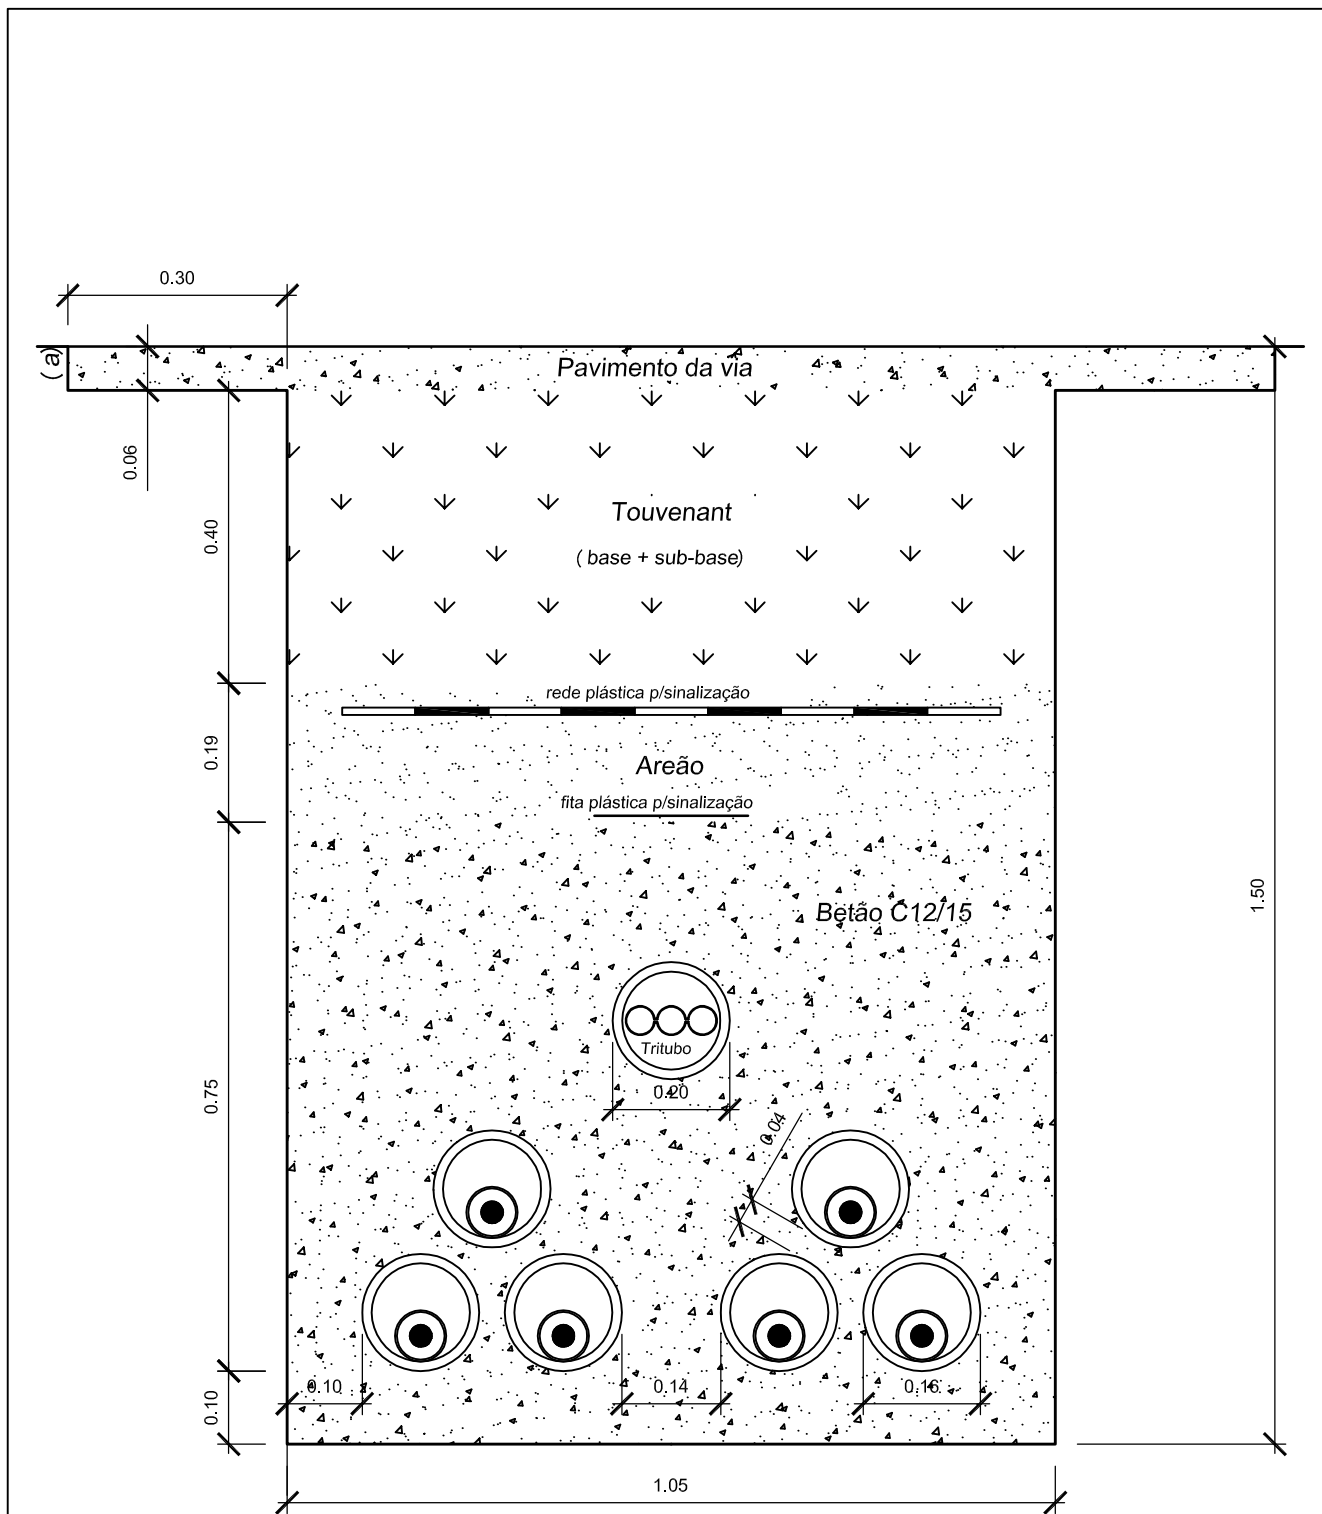 0.30
( a)
Pavimento da via
0.06
0.40
Touvenant
( base + sub-base)
rede plástica p/sinalização
0.19
Areão
fita plástica p/sinalização
1.50
Betão C12/15
Tritubo
0.20
0.75
0.04
0.10
0.10
0.14
0.16
1.05